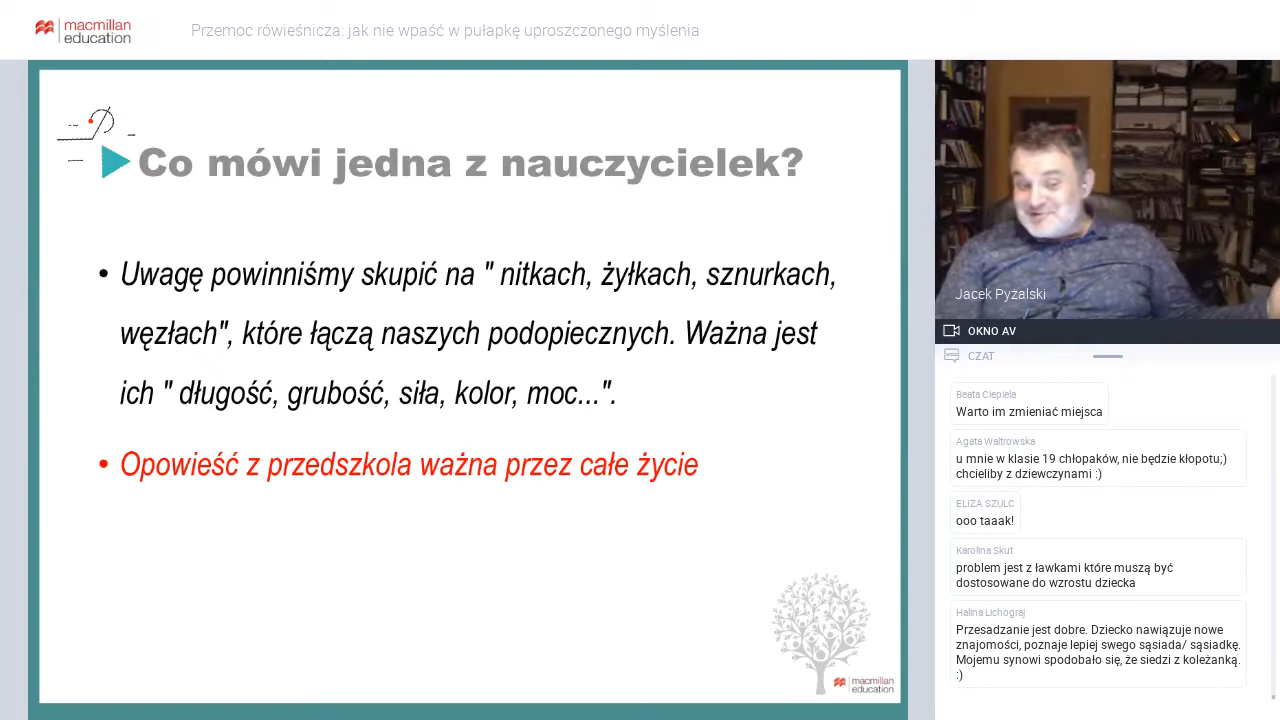 macmillan
education
Przemoc rówieśnicza: jak nie wpaść w pułapkę uproszczonego myślenia
Co mówi jedna z nauczycielek?
• Uwagę powinniśmy skupić na " nitkach, żyłkach, sznurkach,
węzłach", które łączą naszych podopiecznych. Ważna jest
ich " długość, grubość, siła, kolor, moc...".
• Opowieść z przedszkola ważna przez całe życie
macmillan
education
Jacek Pyżalski
OKNO AV
CZAT
Beata Ciepiela
Warto im zmieniać miejsca
Agata Waltrowska
u mnie w klasie 19 chłopaków, nie będzie kłopotu;)
chcieliby z dziewczynami :)
ELIZA SZULC
ooo taaak!
Karolina Skut
problem jest z ławkami które muszą być
dostosowane do wzrostu dziecka
Halina Lichograj
Przesadzanie jest dobre. Dziecko nawiązuje nowe
znajomości, poznaje lepiej swego sąsiada/ sąsiadkę.
Mojemu synowi spodobało się, że siedzi z koleżanką.
:)